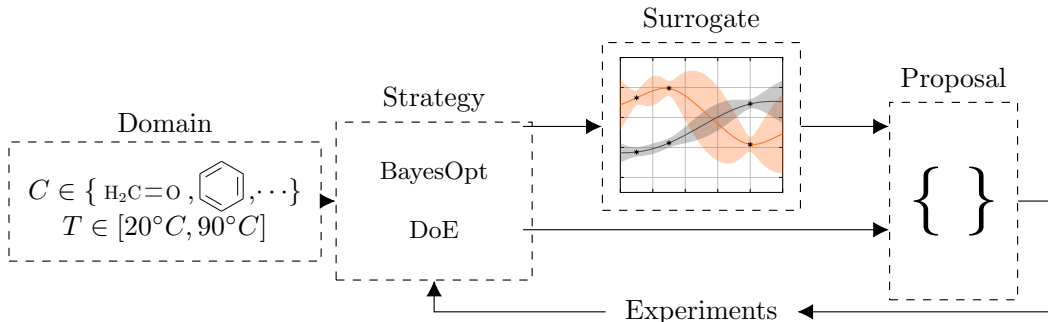 Surrogate
Proposal
Strategy
Domain
C ∈ { H₂C=O , , ⋯}
T ∈ [20°C, 90°C]
BayesOpt
DoE
{ }
Experiments